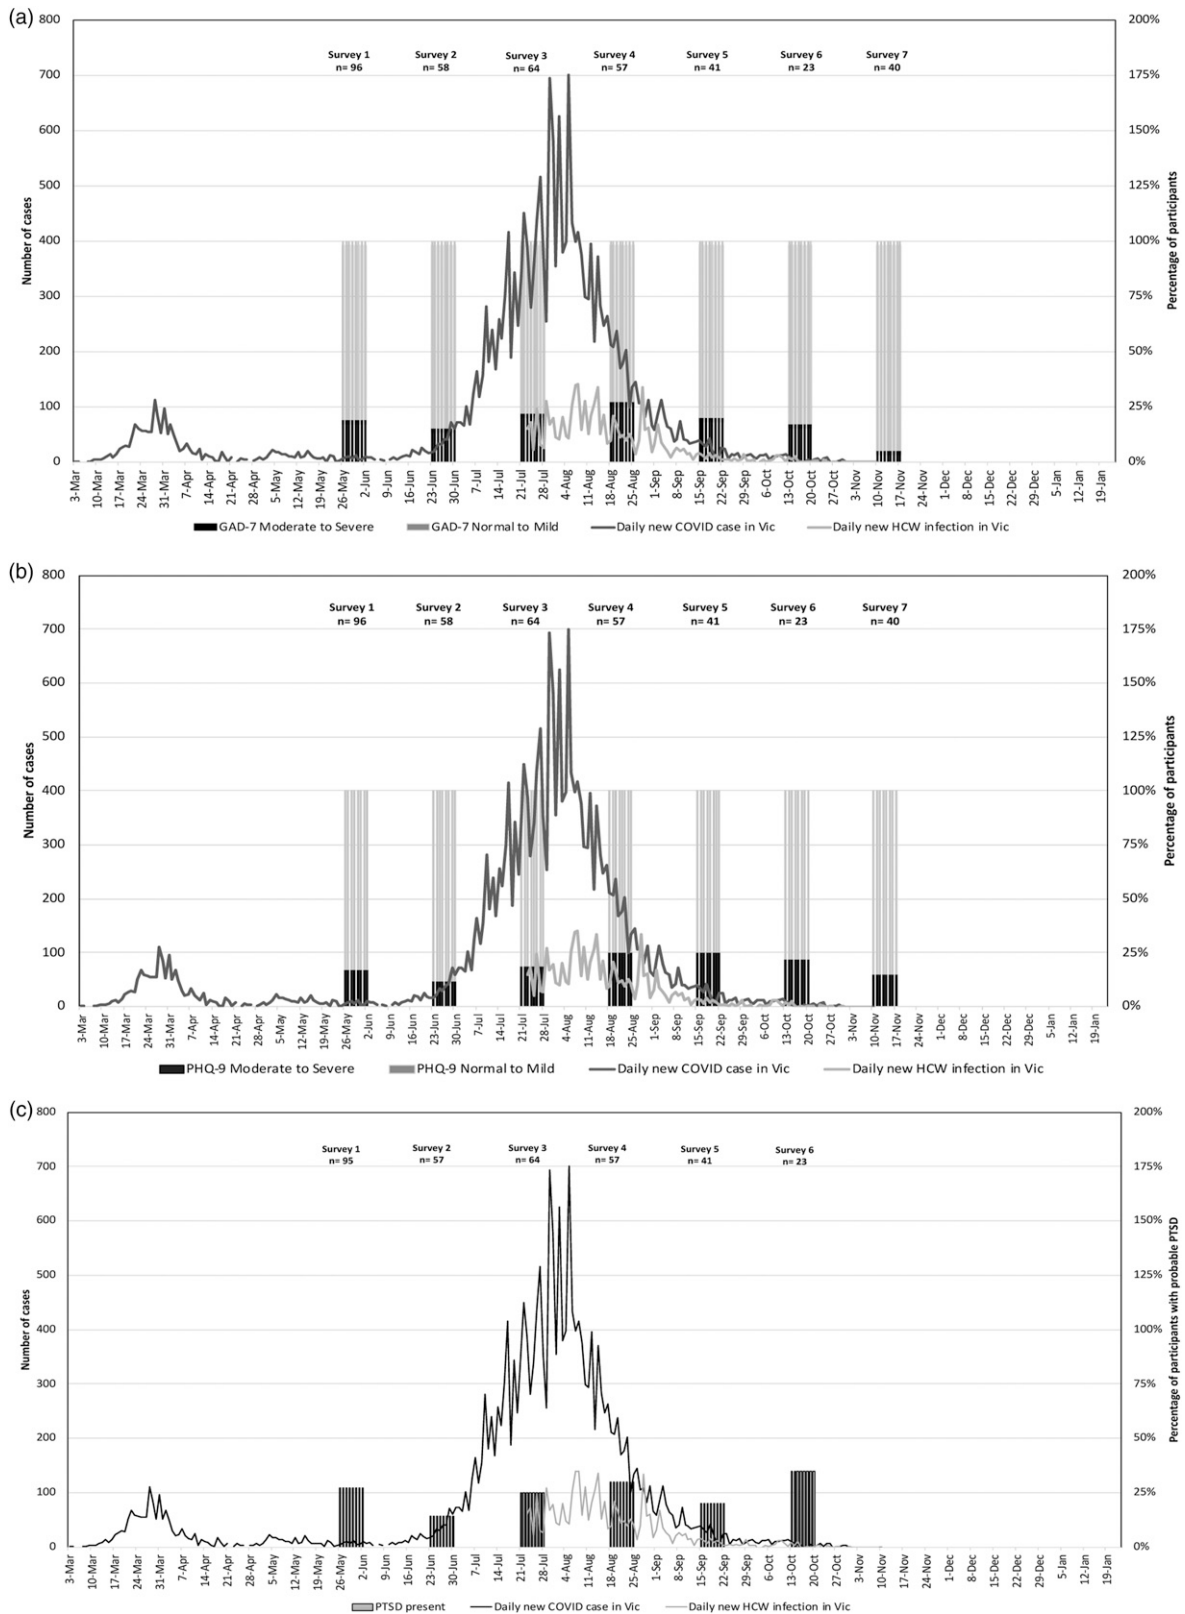 (a)
800 200%
Survey 1 Survey 2 Survey 3 Survey 4 Survey 5 Survey 6 Survey 7
n= 96 n= 58 n= 64 n= 57 n= 41 n= 23 n= 40
700 175%
600 150%
500 125%
400 100%
300 75%
200 50%
100 25%
0 0%
Number of cases
Percentage of participants
3-Mar 10-Mar 17-Mar 24-Mar 31-Mar 7-Apr 14-Apr 21-Apr 28-Apr 5-May 12-May 19-May 26-May 2-Jun 9-Jun 16-Jun 23-Jun 30-Jun 7-Jul 14-Jul 21-Jul 28-Jul 4-Aug 11-Aug 18-Aug 25-Aug 1-Sep 8-Sep 15-Sep 22-Sep 29-Sep 6-Oct 13-Oct 20-Oct 27-Oct 3-Nov 10-Nov 17-Nov 24-Nov 1-Dec 8-Dec 15-Dec 22-Dec 29-Dec 5-Jan 12-Jan 19-Jan
GAD-7 Moderate to Severe GAD-7 Normal to Mild Daily new COVID case in Vic Daily new HCW infection in Vic
(b)
800 200%
Survey 1 Survey 2 Survey 3 Survey 4 Survey 5 Survey 6 Survey 7
n= 96 n= 58 n= 64 n= 57 n= 41 n= 23 n= 40
700 175%
600 150%
500 125%
400 100%
300 75%
200 50%
100 25%
0 0%
Number of cases
Percentage of participants
3-Mar 10-Mar 17-Mar 24-Mar 31-Mar 7-Apr 14-Apr 21-Apr 28-Apr 5-May 12-May 19-May 26-May 2-Jun 9-Jun 16-Jun 23-Jun 30-Jun 7-Jul 14-Jul 21-Jul 28-Jul 4-Aug 11-Aug 18-Aug 25-Aug 1-Sep 8-Sep 15-Sep 22-Sep 29-Sep 6-Oct 13-Oct 20-Oct 27-Oct 3-Nov 10-Nov 17-Nov 24-Nov 1-Dec 8-Dec 15-Dec 22-Dec 29-Dec 5-Jan 12-Jan 19-Jan
PHQ-9 Moderate to Severe PHQ-9 Normal to Mild Daily new COVID case in Vic Daily new HCW infection in Vic
(c)
800 200%
Survey 1 Survey 2 Survey 3 Survey 4 Survey 5 Survey 6
n= 95 n= 57 n= 64 n= 57 n= 41 n= 23
700 175%
600 150%
500 125%
400 100%
300 75%
200 50%
100 25%
0 0%
Number of cases
Percentage of participants with probable PTSD
3-Mar 10-Mar 17-Mar 24-Mar 31-Mar 7-Apr 14-Apr 21-Apr 28-Apr 5-May 12-May 19-May 26-May 2-Jun 9-Jun 16-Jun 23-Jun 30-Jun 7-Jul 14-Jul 21-Jul 28-Jul 4-Aug 11-Aug 18-Aug 25-Aug 1-Sep 8-Sep 15-Sep 22-Sep 29-Sep 6-Oct 13-Oct 20-Oct 27-Oct 3-Nov 10-Nov 17-Nov 24-Nov 1-Dec 8-Dec 15-Dec 22-Dec 29-Dec 5-Jan 12-Jan 19-Jan
PTSD present Daily new COVID case in Vic Daily new HCW infection in Vic